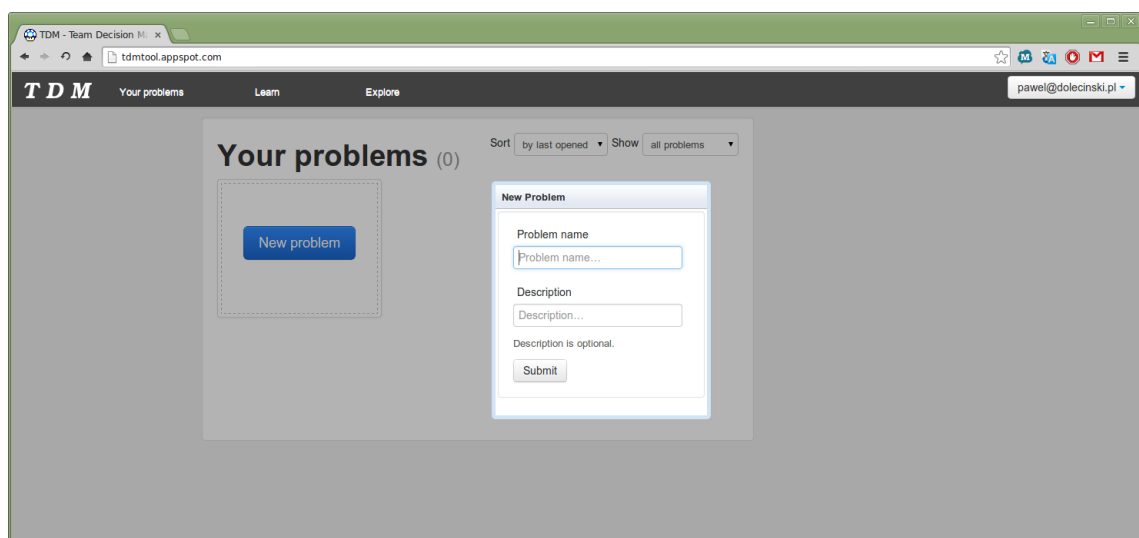 TDM - Team Decision M
tdmtool.appspot.com
T D M Your problems Learn Explore pawel@dolecinski.pl
Your problems (0) Sort by last opened Show all problems
New problem
New Problem
Problem name
Problem name...
Description
Description...
Description is optional.
Submit